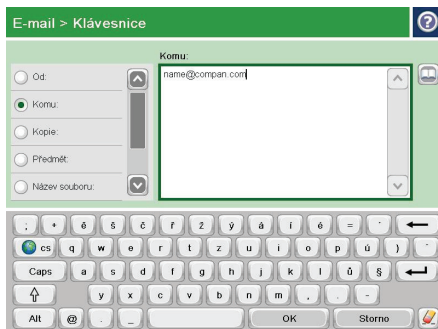 E-mail > Klávesnice
Komu:
Od:
name@compan.com
Komu:
Kopie:
Předmět:
Název souboru:
; + ě š č ř ž ý á í é = ´
cs q w e r t z u i o p ú )
Caps a s d f g h j k l ů §
y x c v b n m , . -
Alt @ . _ OK Storno